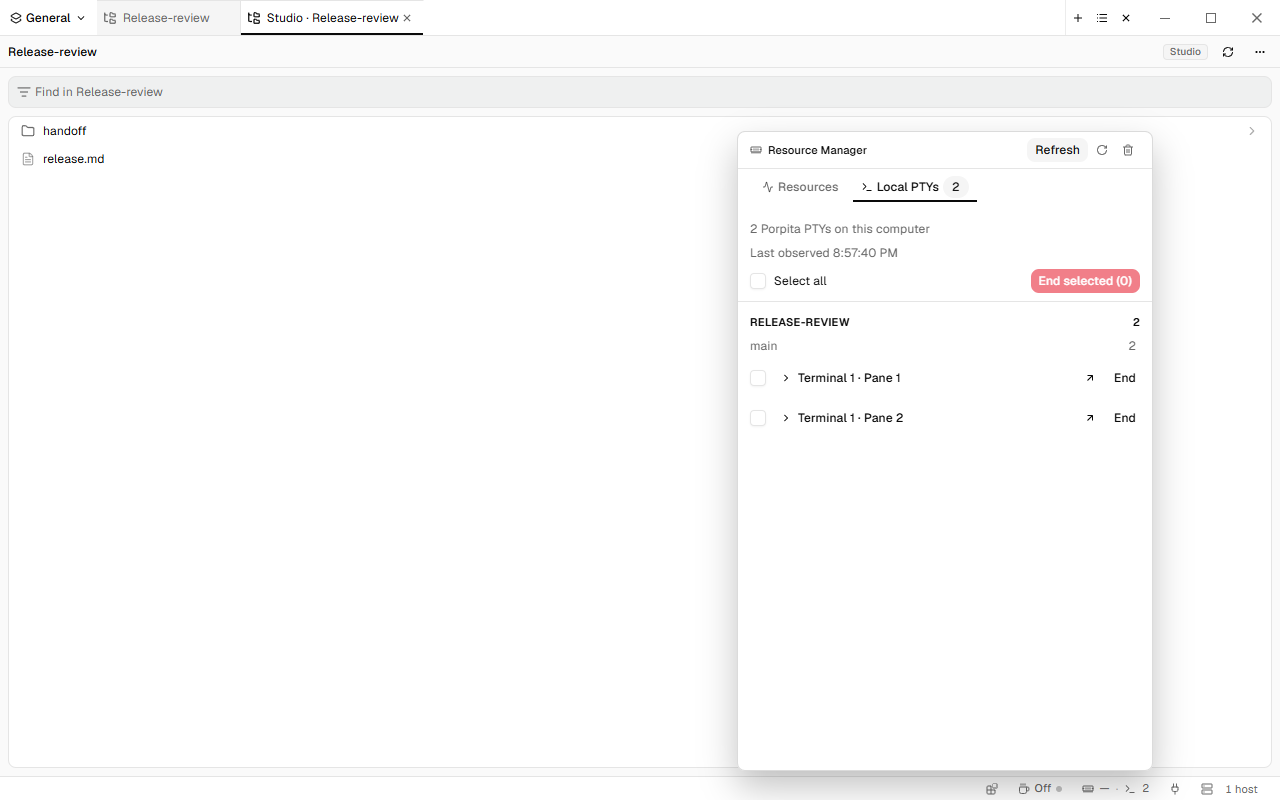 General
Release-review
Studio · Release-review
Release-review
Studio
Find in Release-review
handoff
release.md
Resource Manager
Refresh
Resources
Local PTYs 2
2 Porpita PTYs on this computer
Last observed 8:57:40 PM
Select all
End selected (0)
RELEASE-REVIEW 2
main 2
Terminal 1 · Pane 1 End
Terminal 1 · Pane 2 End
Off — · 2 1 host